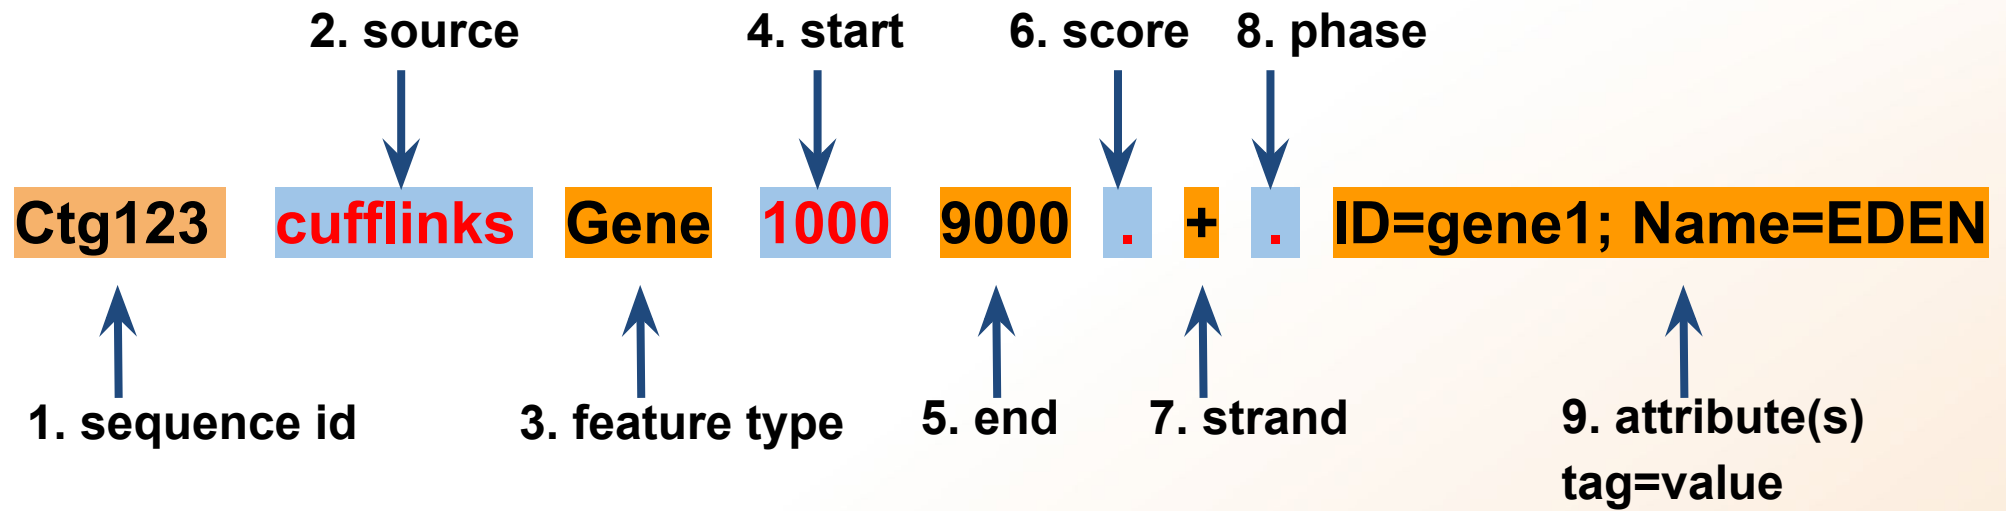 2. source 4. start 6. score 8. phase
Ctg123 cufflinks Gene 1000 9000 . + . ID=gene1; Name=EDEN
1. sequence id 3. feature type 5. end 7. strand 9. attribute(s)
tag=value